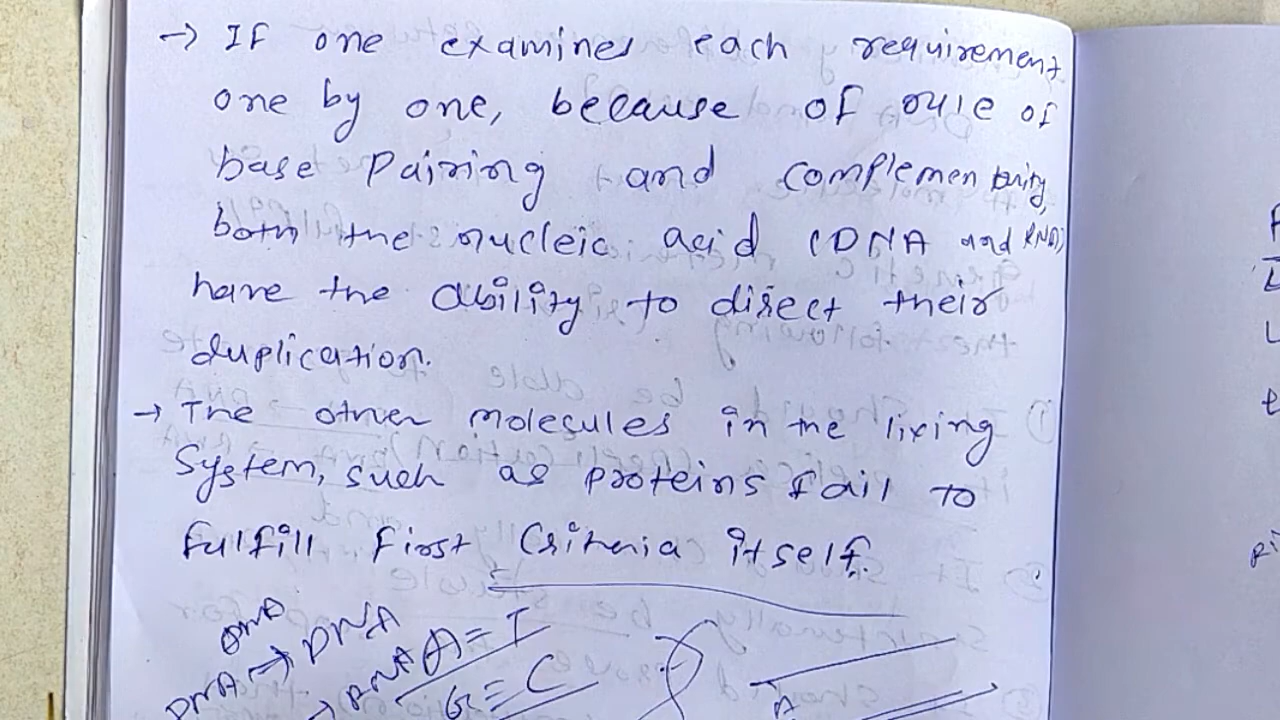 → If one examines each requirement
one by one, because of rule of
base pairing and complementarity,
both the nucleic acid (DNA and RNA)
have the ability to direct their
duplication.
→ The other molecules in the living
System, such as proteins fail to
fulfill first Criteria itself.
DNA → DNA
→ RNA
A = T
G ≡ C
A